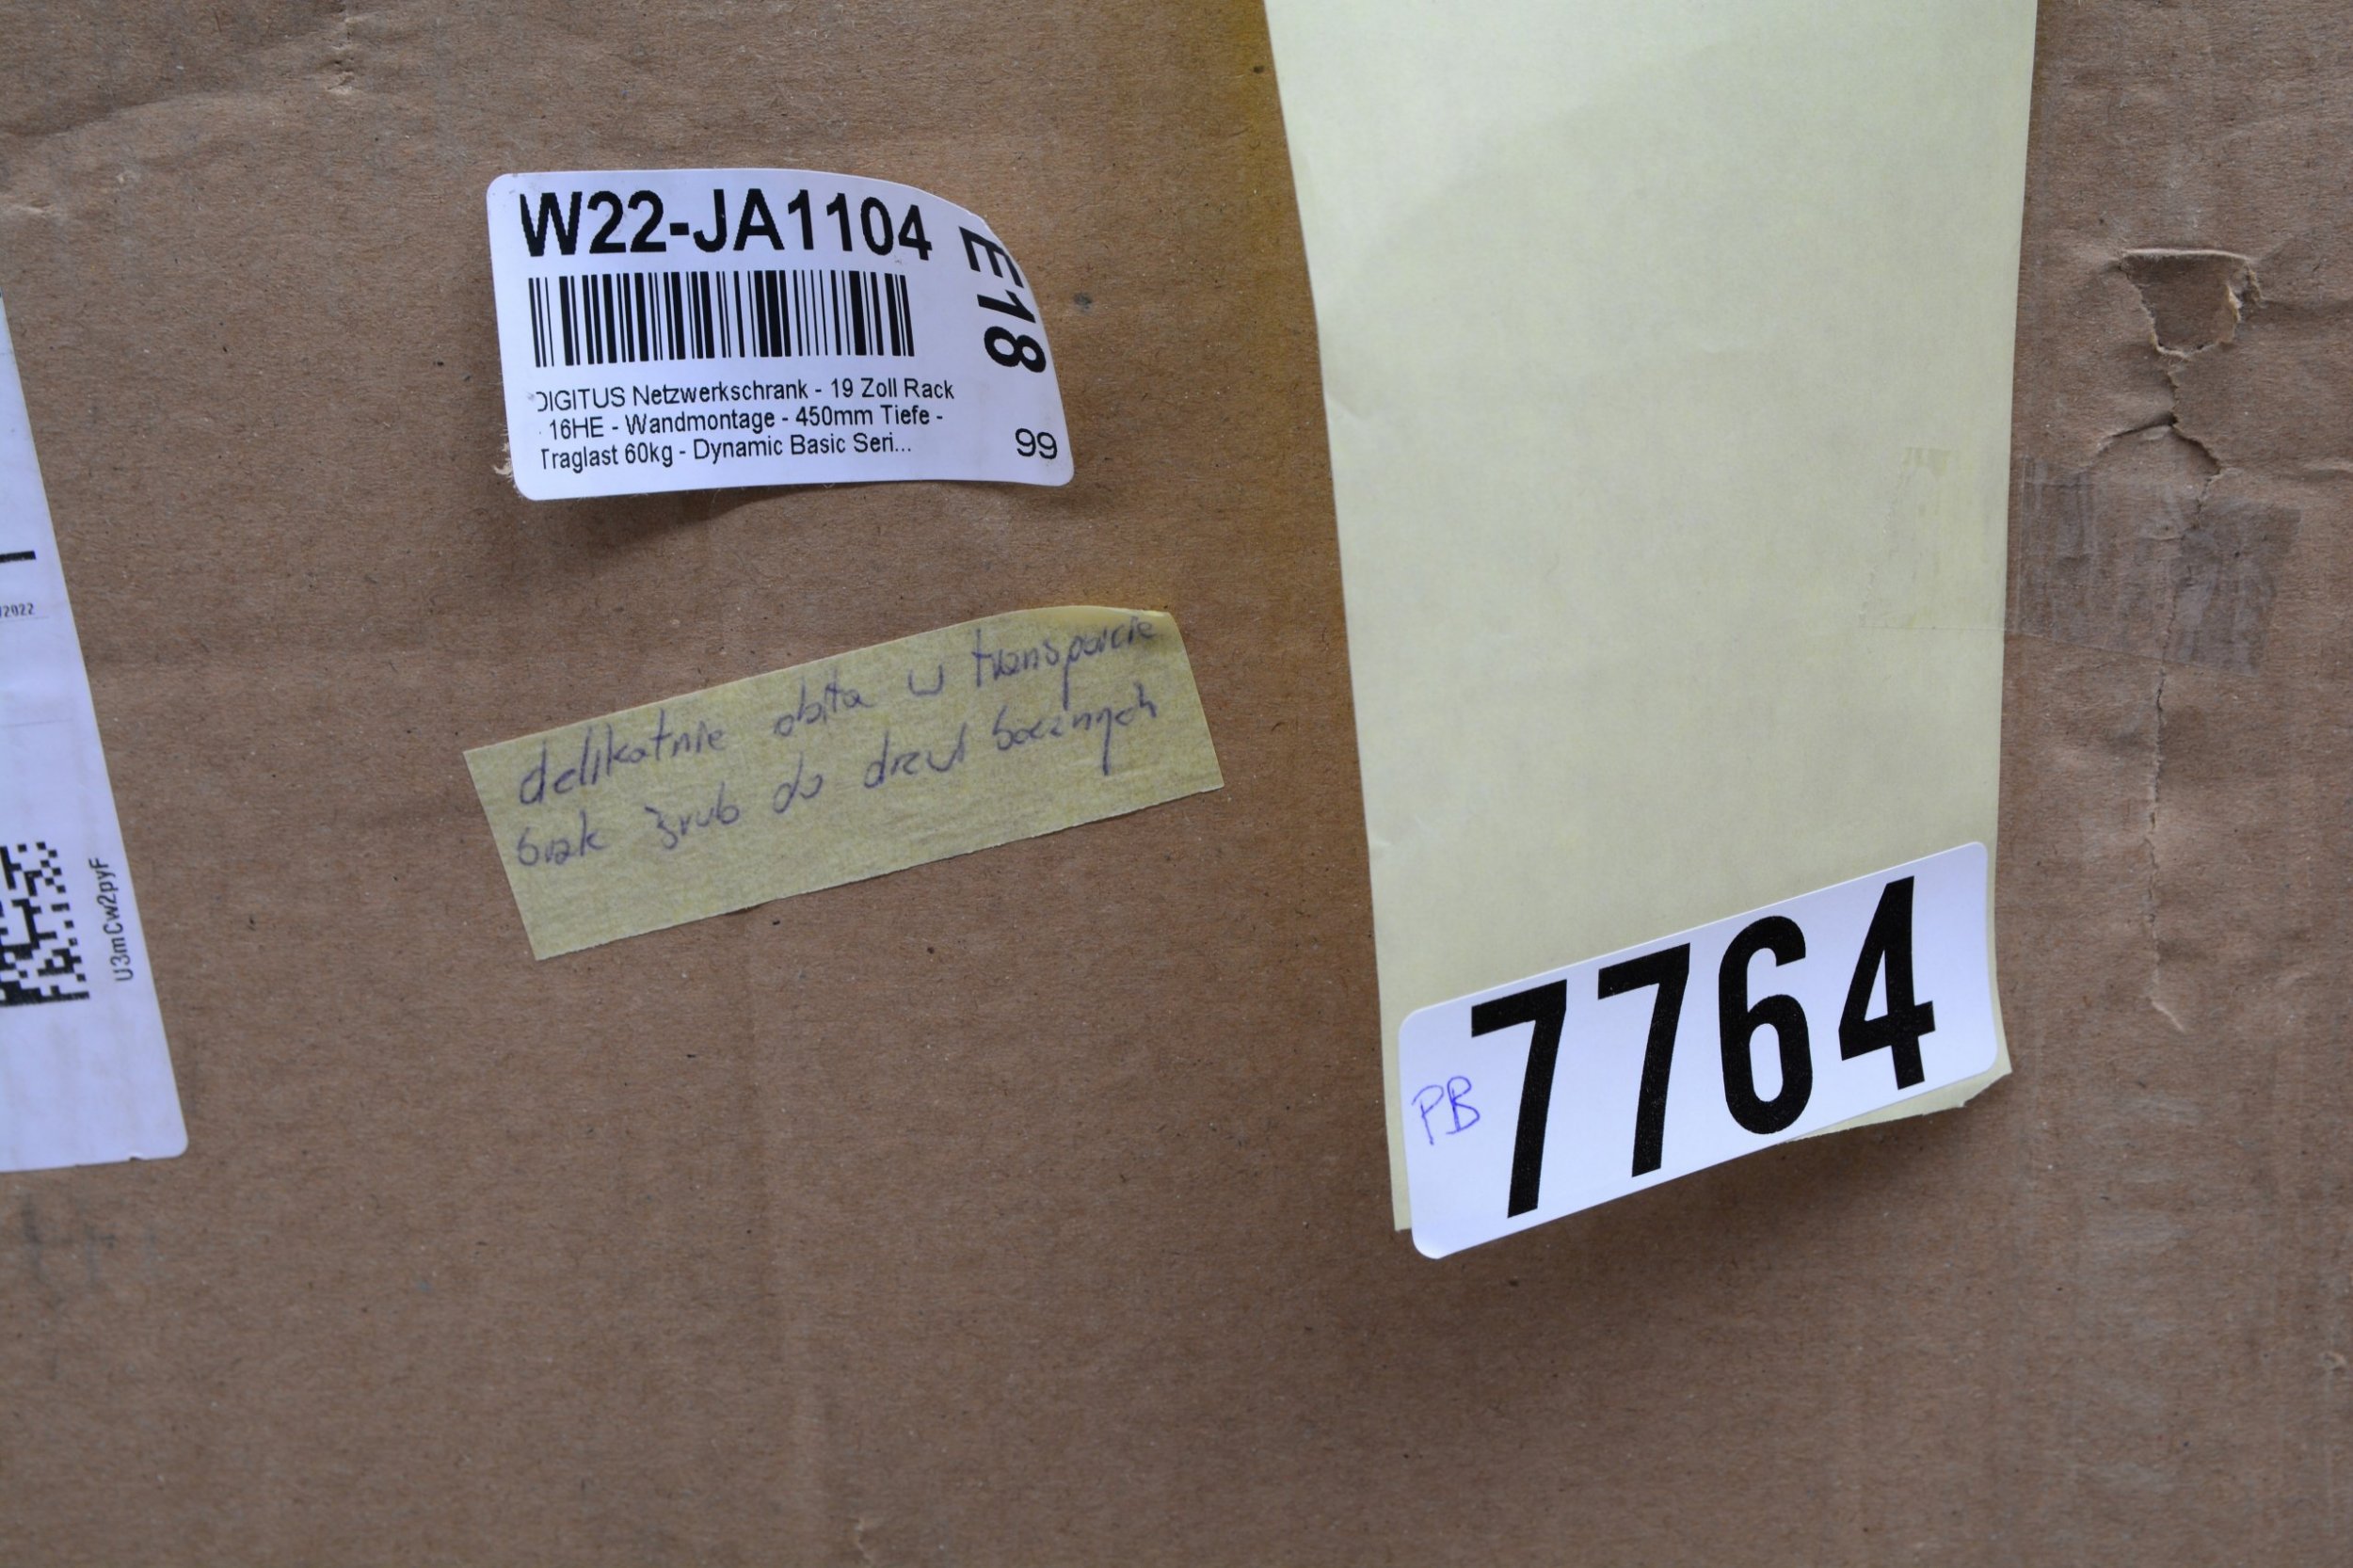 W22-JA1104
E18
DIGITUS Netzwerkschrank - 19 Zoll Rack
- 16HE - Wandmontage - 450mm Tiefe -
Traglast 60kg - Dynamic Basic Seri...
99
delikatnie obita w transporcie
brak śrub do drzwi bocznych
PB
7764
U3mCw2pyF